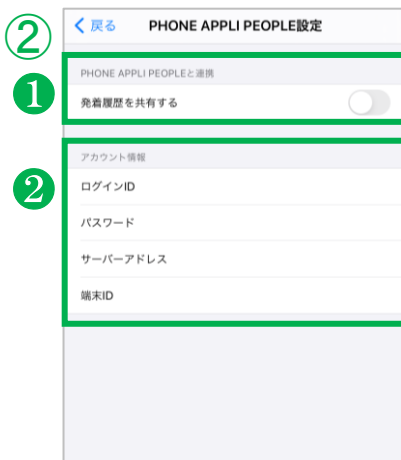 ②
戻る PHONE APPLI PEOPLE設定
❶
PHONE APPLI PEOPLEと連携
発着履歴を共有する
アカウント情報
❷
ログインID
パスワード
サーバーアドレス
端末ID